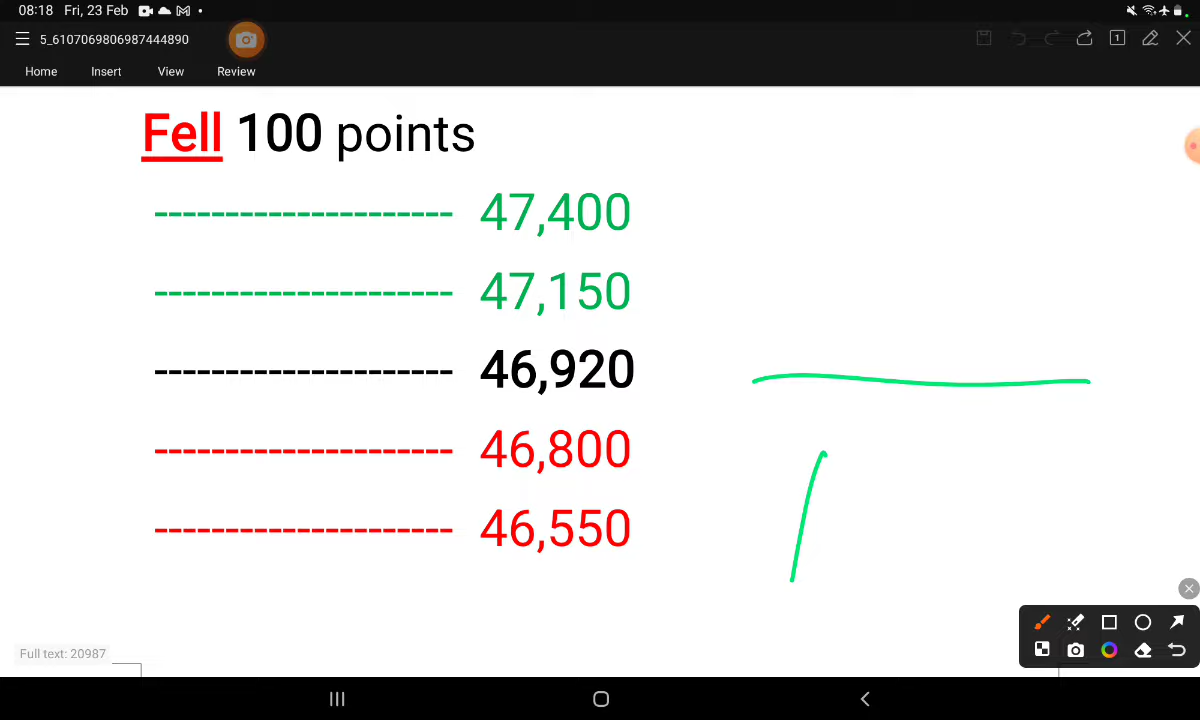 08:18 Fri, 23 Feb
5_6107069806987444890
1
Home Insert View Review
Fell 100 points
-------------------- 47,400
-------------------- 47,150
-------------------- 46,920
-------------------- 46,800
-------------------- 46,550
Full text: 20987